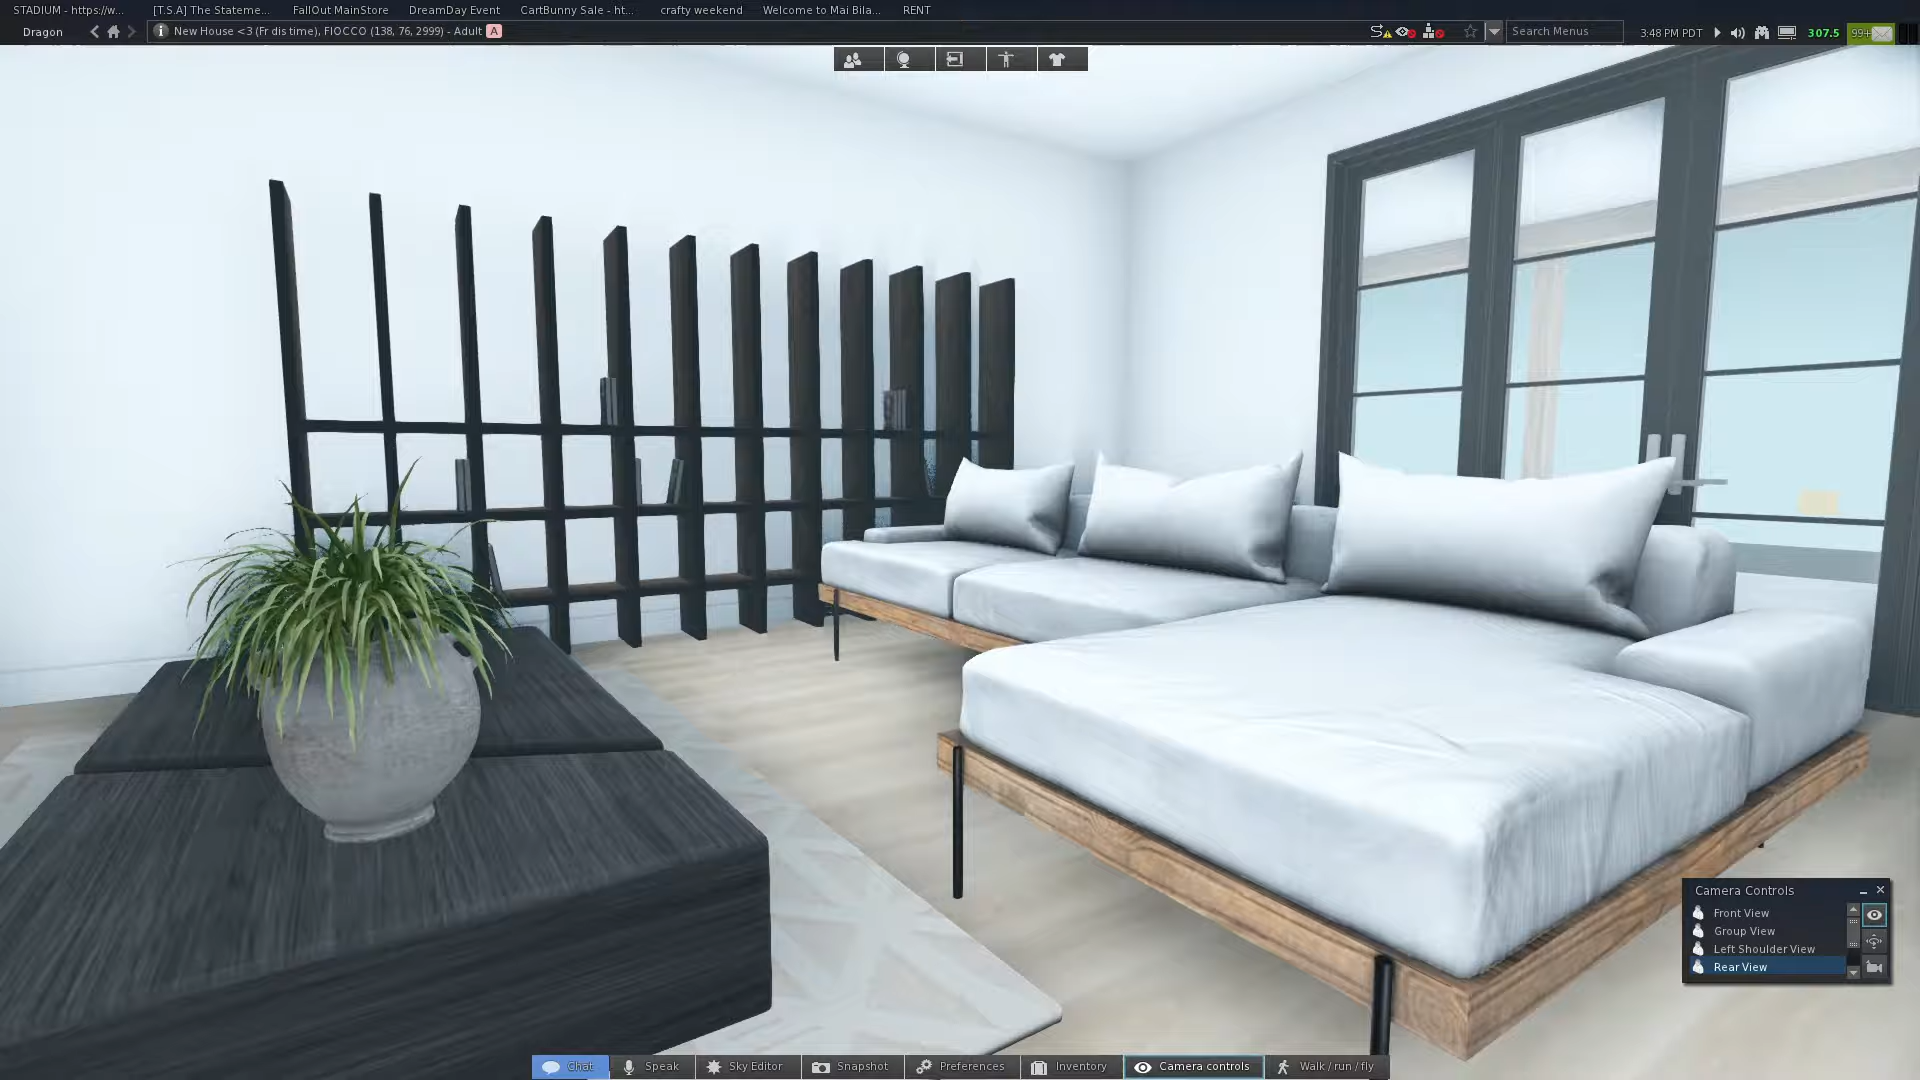 STADIUM - https://w...
[T.S.A] The Stateme...
FallOut MainStore
DreamDay Event
CartBunny Sale - ht...
crafty weekend
Welcome to Mai Bila...
RENT
Dragon
New House <3 (Fr dis time), FIOCCO (138, 76, 2999) - Adult A
Search Menus
3:48 PM PDT
307.5
99+
Camera Controls
Front View
Group View
Left Shoulder View
Rear View
Chat
Speak
Sky Editor
Snapshot
Preferences
Inventory
Camera controls
Walk / run / fly